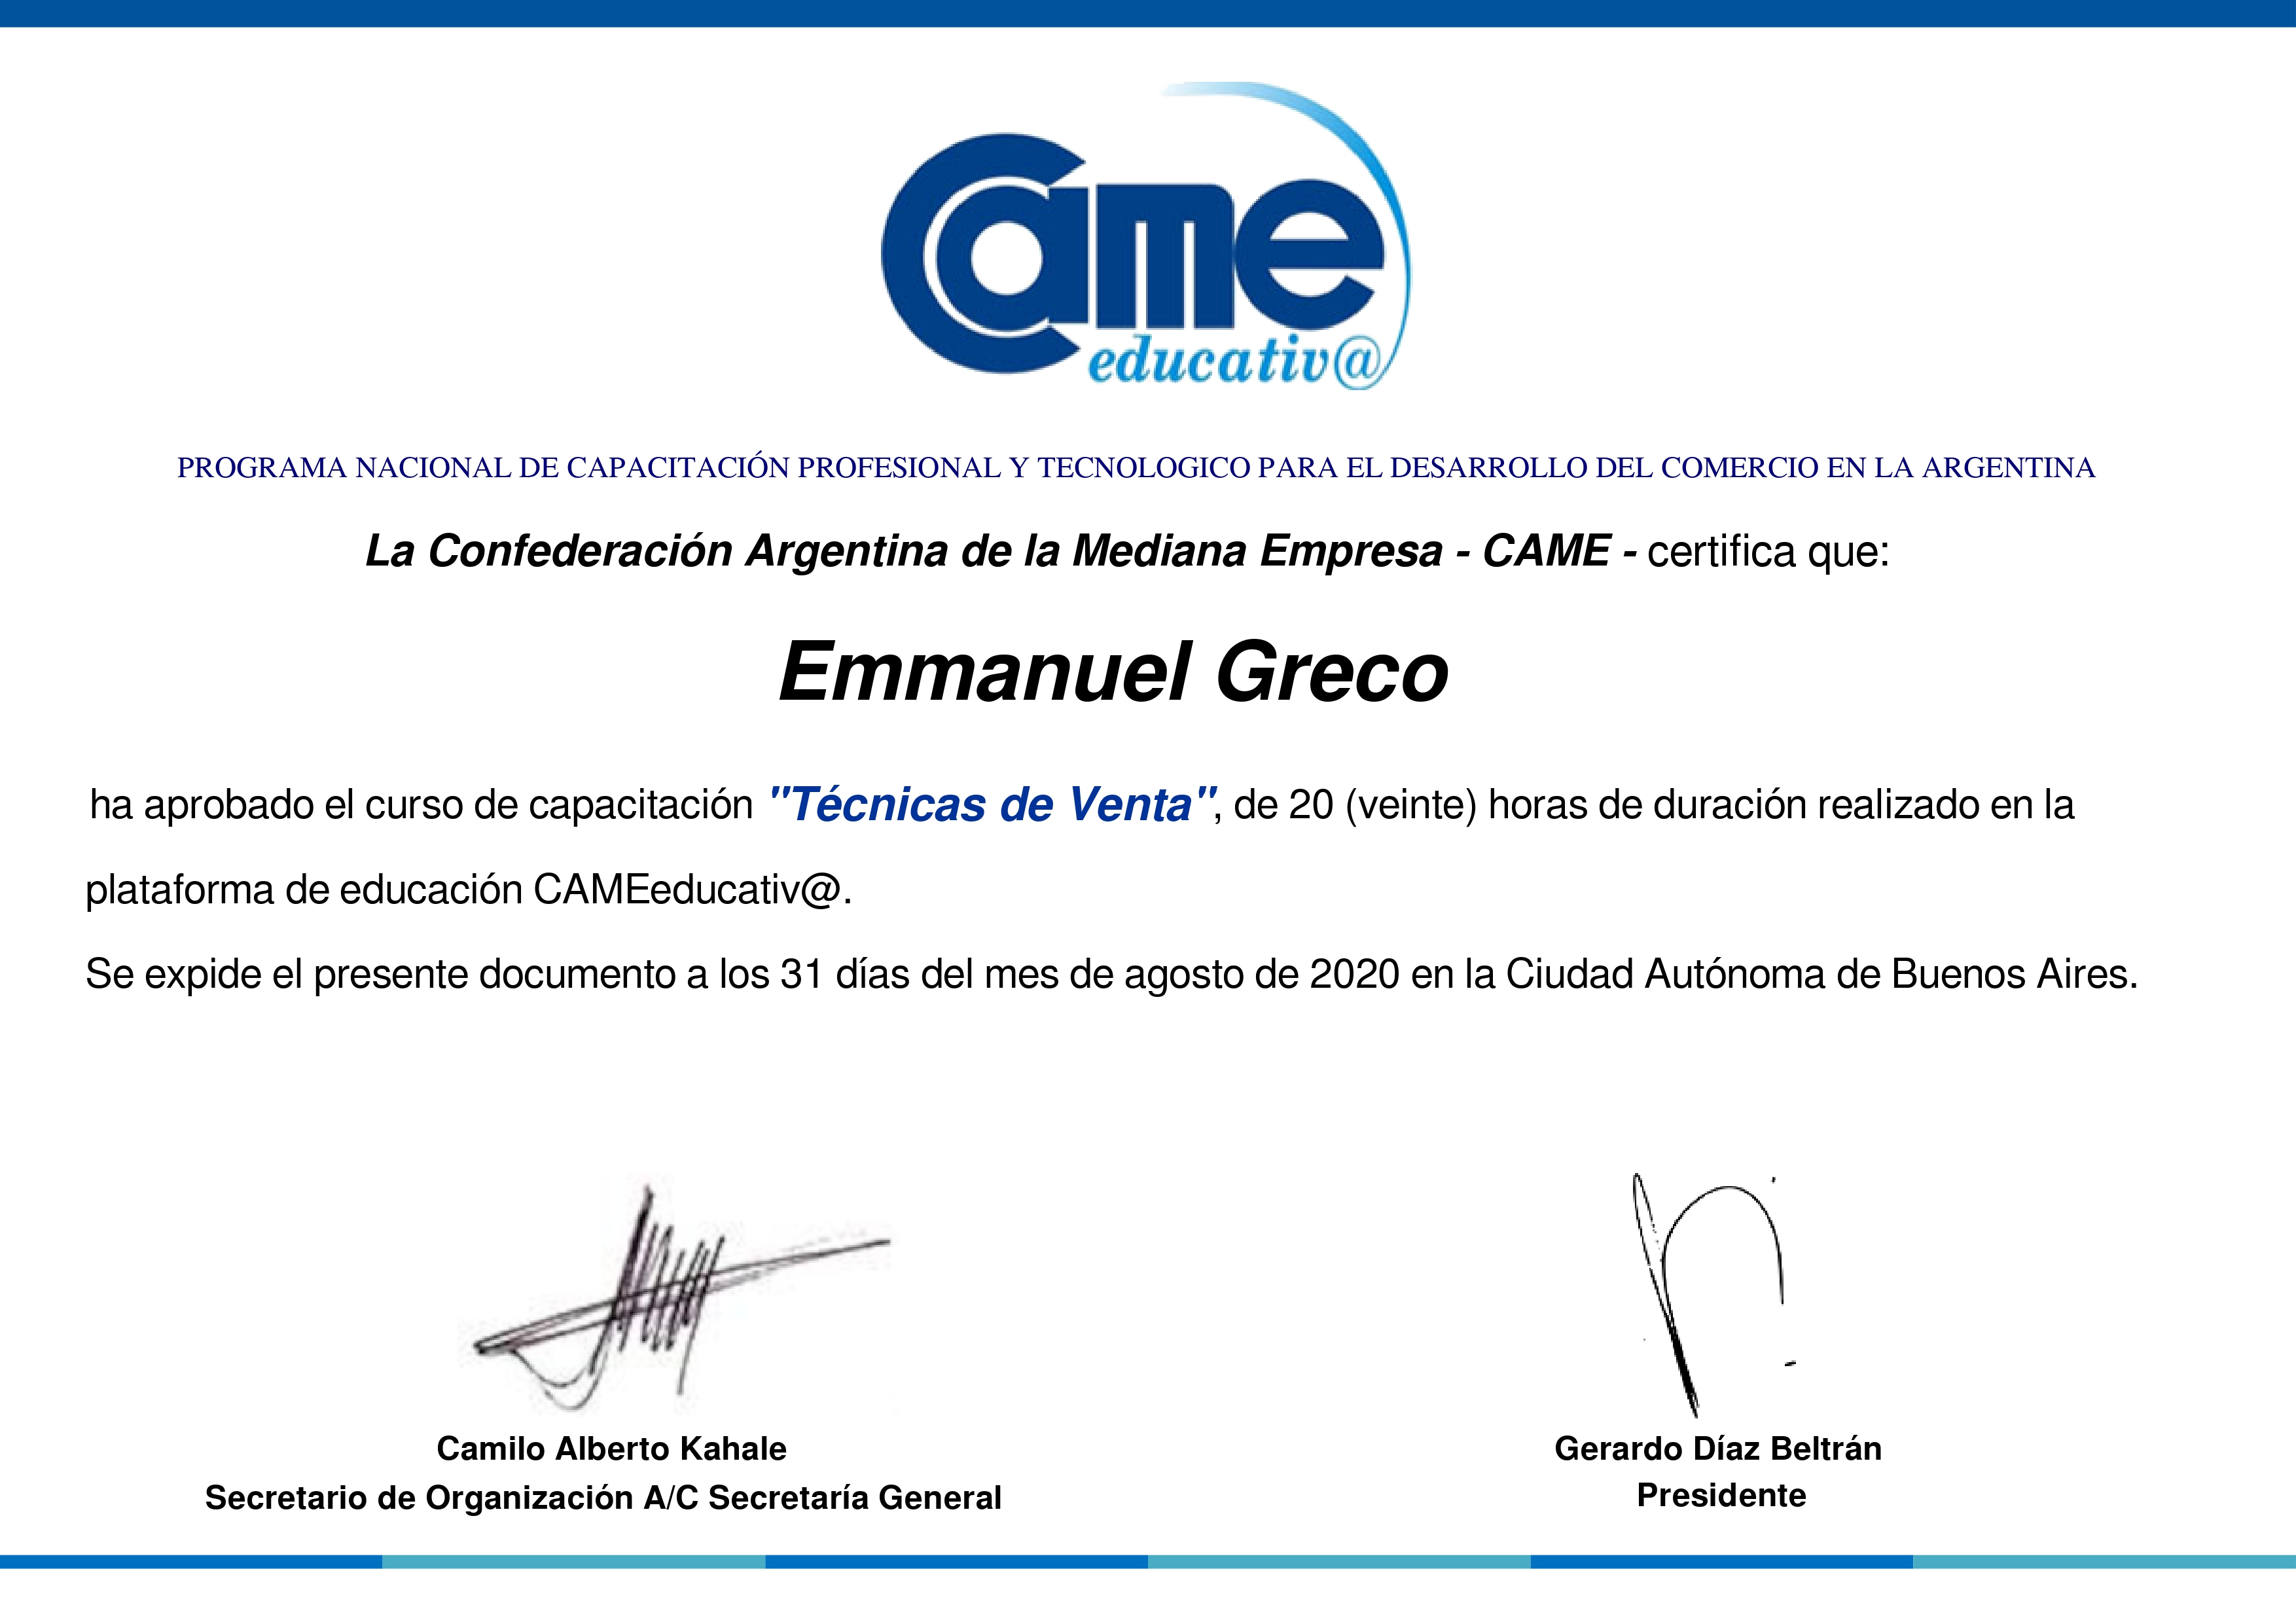 Came
educativ@
PROGRAMA NACIONAL DE CAPACITACIÓN PROFESIONAL Y TECNOLOGICO PARA EL DESARROLLO DEL COMERCIO EN LA ARGENTINA
La Confederación Argentina de la Mediana Empresa - CAME - certifica que:
Emmanuel Greco
ha aprobado el curso de capacitación "Técnicas de Venta", de 20 (veinte) horas de duración realizado en la
plataforma de educación CAMEeducativ@.
Se expide el presente documento a los 31 días del mes de agosto de 2020 en la Ciudad Autónoma de Buenos Aires.
Camilo Alberto Kahale
Secretario de Organización A/C Secretaría General
Gerardo Díaz Beltrán
Presidente